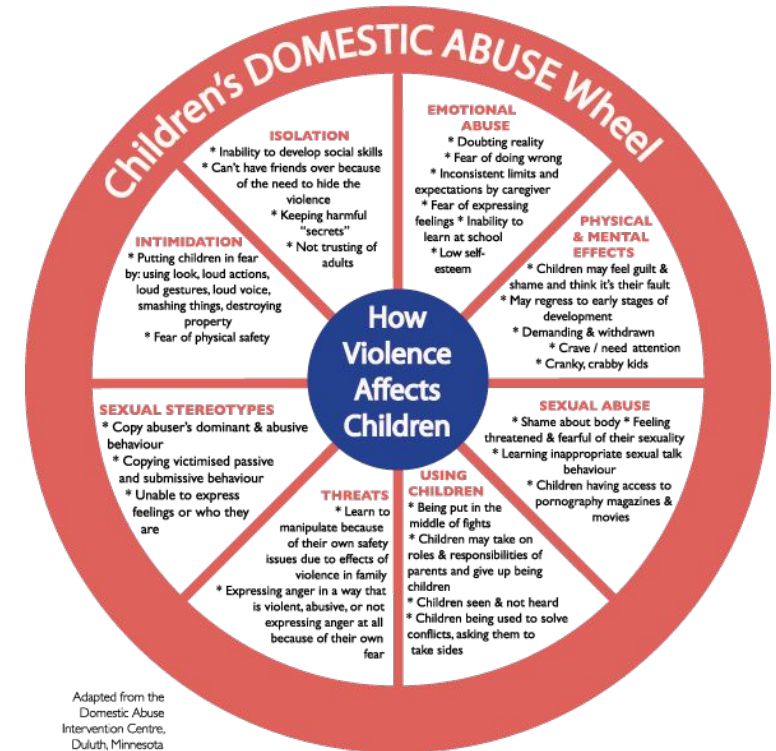 Children's DOMESTIC ABUSE Wheel
EMOTIONAL
ABUSE
* Doubting reality
* Fear of doing wrong
* Inconsistent limits and
expectations by caregiver
* Fear of expressing
feelings * Inability to
learn at school
* Low self-
esteem
PHYSICAL
& MENTAL
EFFECTS
* Children may feel guilt &
shame and think it's their fault
* May regress to early stages of
development
* Demanding & withdrawn
* Crave / need attention
* Cranky, crabby kids
SEXUAL ABUSE
* Shame about body * Feeling
threatened & fearful of their sexuality
* Learning inappropriate sexual talk
behaviour
* Children having access to
pornography magazines &
movies
USING
CHILDREN
* Being put in the
middle of fights
* Children may take on
roles & responsibilities of
parents and give up being
children
* Children seen & not heard
* Children being used to solve
conflicts, asking them to
take sides
THREATS
* Learn to
manipulate because
of their own safety
issues due to effects of
violence in family
* Expressing anger in a way that
is violent, abusive, or not
expressing anger at all
because of their own
fear
SEXUAL STEREOTYPES
* Copy abuser's dominant & abusive
behaviour
* Copying victimised passive
and submissive behaviour
* Unable to express
feelings or who they
are
INTIMIDATION
* Putting children in fear
by: using look, loud actions,
loud gestures, loud voice,
smashing things, destroying
property
* Fear of physical safety
ISOLATION
* Inability to develop social skills
* Can't have friends over because
of the need to hide the
violence
* Keeping harmful
"secrets"
* Not trusting of
adults
How
Violence
Affects
Children
Adapted from the
Domestic Abuse
Intervention Centre,
Duluth, Minnesota